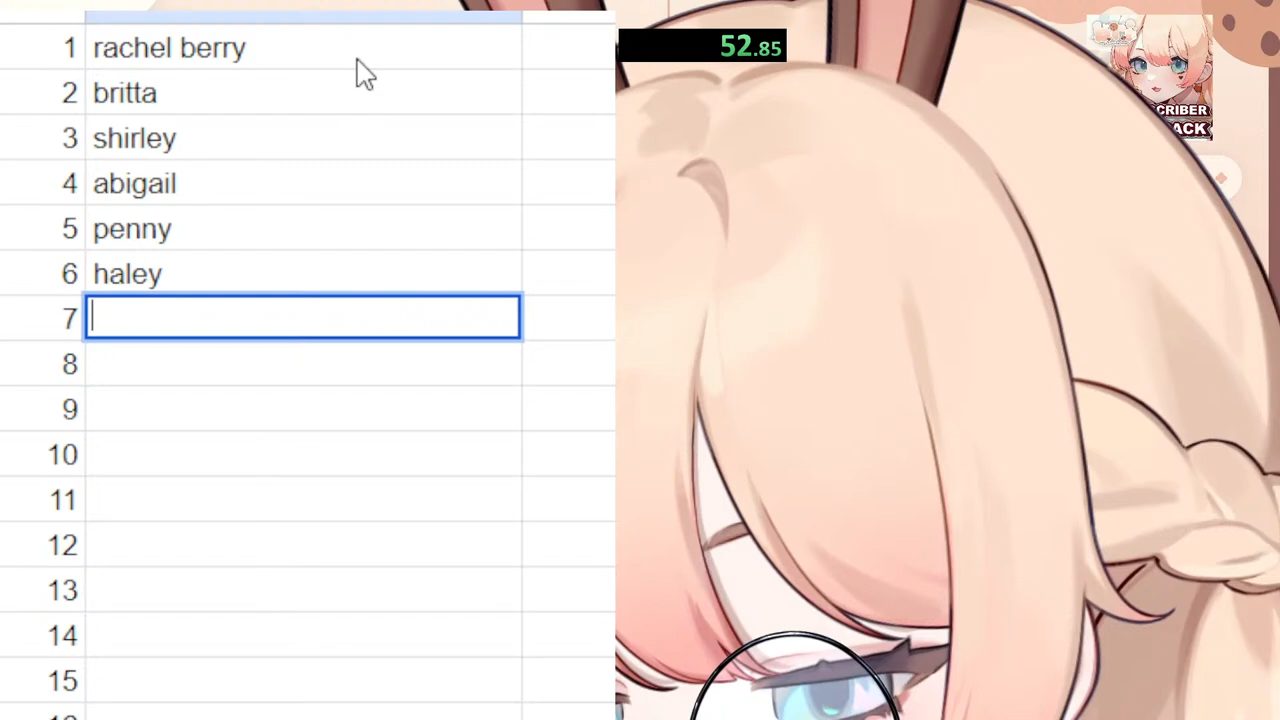 52.85
1 rachel berry
2 britta
3 shirley
4 abigail
5 penny
6 haley
7
8
9
10
11
12
13
14
15
CRIBER
ACK